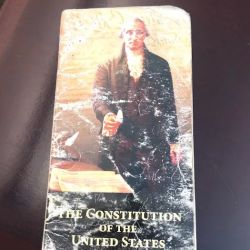 THE CONSTITUTION
OF THE
UNITED STATES